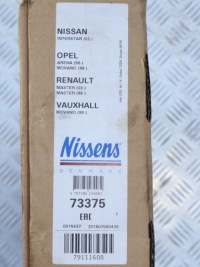 NISSAN
INTERSTAR (02.)
OPEL
ARENA (98-)
MOVANO (98-)
RENAULT
MASTER (03.)
MASTER (98-)
VAUXHALL
MOVANO (98-)
Nissens
DENMARK
73375
EAC
79111608